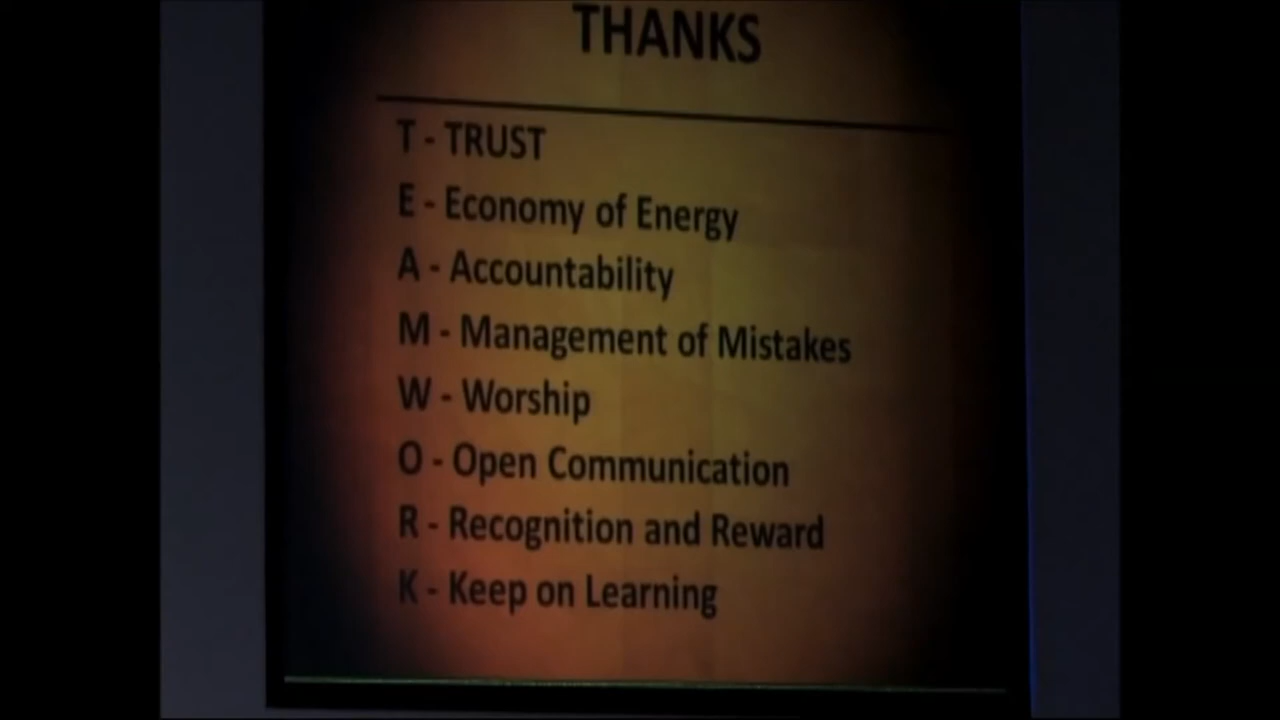 THANKS
T - TRUST
E - Economy of Energy
A - Accountability
M - Management of Mistakes
W - Worship
O - Open Communication
R - Recognition and Reward
K - Keep on Learning